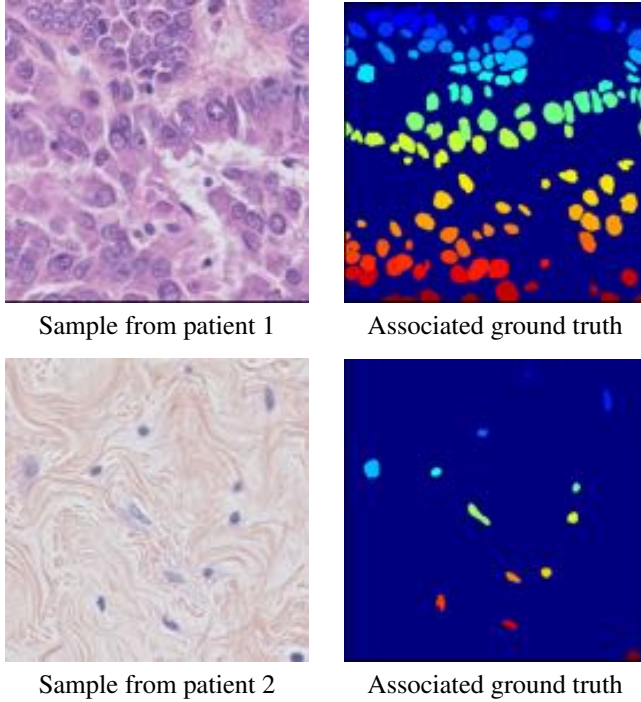 Sample from patient 1
Associated ground truth
Sample from patient 2
Associated ground truth